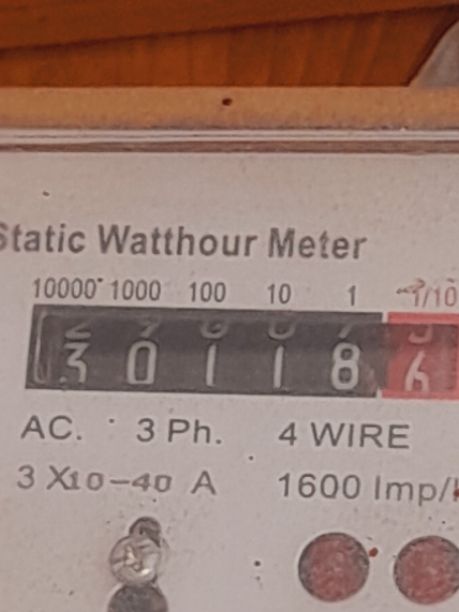 Static Watthour Meter
10000 1000 100 10 1 1/10
3 0 1 1 8 6
AC. 3 Ph. 4 WIRE
3 X10-40 A 1600 Imp/